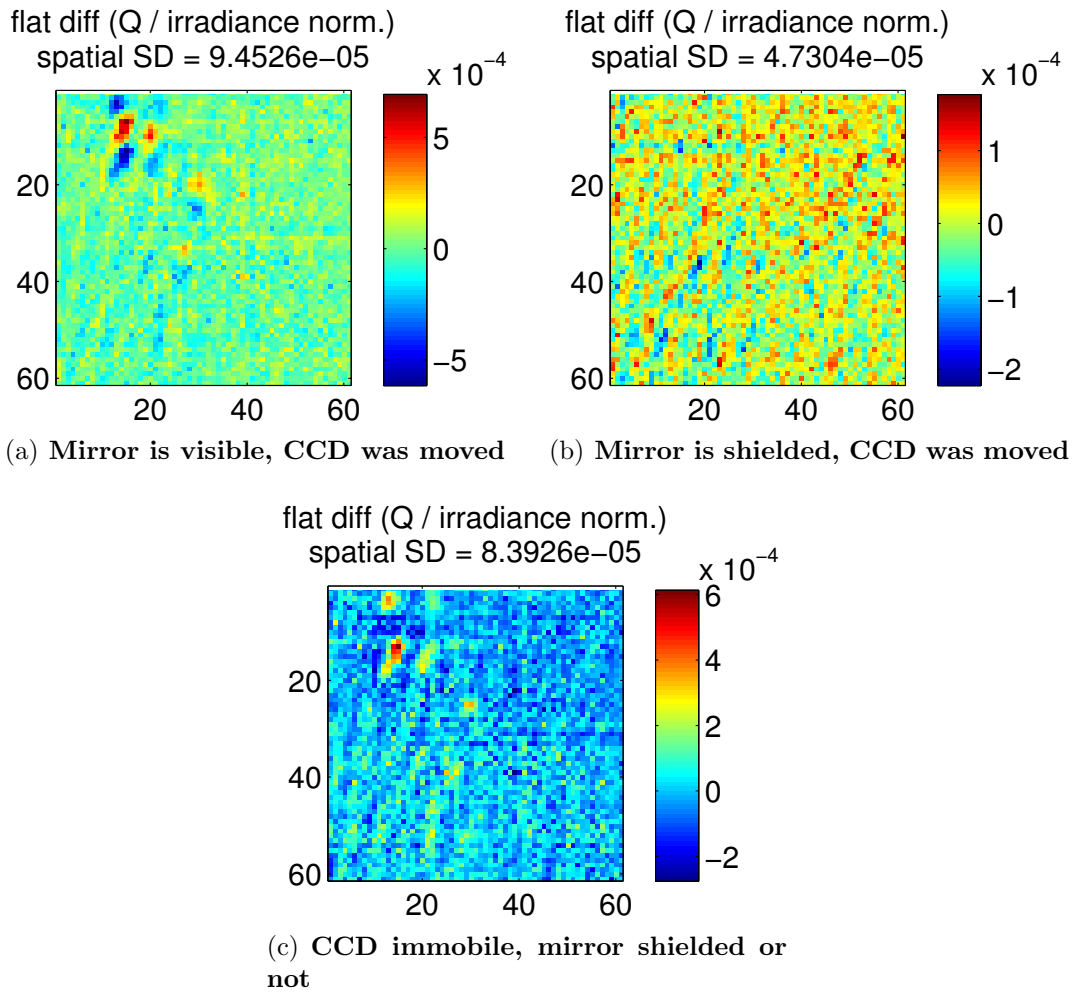 flat diff (Q / irradiance norm.)
spatial SD = 9.4526e−05
x 10−4
5
0
−5
20
40
60
20 40 60
(a) Mirror is visible, CCD was moved
flat diff (Q / irradiance norm.)
spatial SD = 4.7304e−05
x 10−4
1
0
−1
−2
20
40
60
20 40 60
(b) Mirror is shielded, CCD was moved
flat diff (Q / irradiance norm.)
spatial SD = 8.3926e−05
x 10−4
6
4
2
0
−2
20
40
60
20 40 60
(c) CCD immobile, mirror shielded or
not